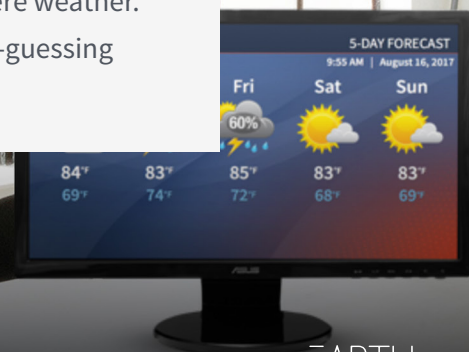 ere weather.
-guessing
5-DAY FORECAST
9:55 AM | August 16, 2017
Fri Sat Sun
60%
84°F 83°F 85°F 83°F 83°F
69°F 74°F 72°F 68°F 69°F
ASUS